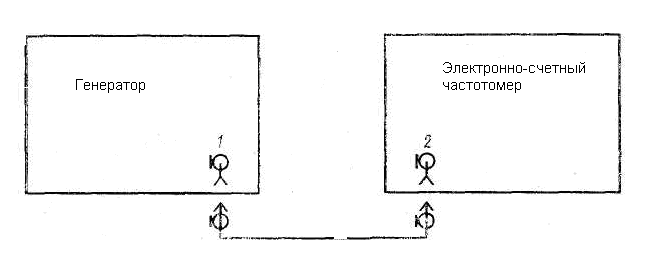 Генератор
Электронно-счетный
частотомер
1
2